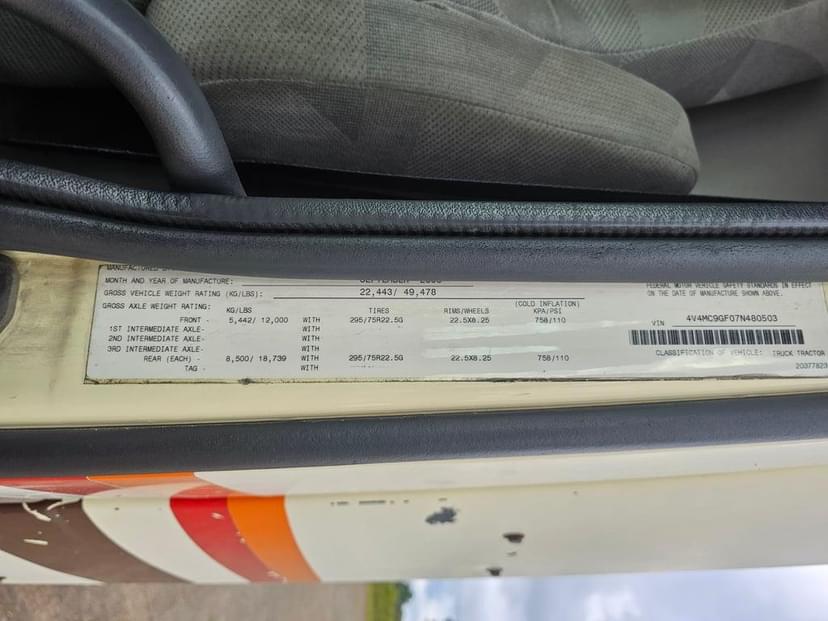 MANUFACTURED BY
MONTH AND YEAR OF MANUFACTURE: SEPTEMBER
GROSS VEHICLE WEIGHT RATING (KG/LBS): 22,443/ 49,478
GROSS AXLE WEIGHT RATING: KG/LBS TIRES RIMS/WHEELS (COLD INFLATION) KPA/PSI
FRONT - 5,442/ 12,000 WITH 295/75R22.5G 22.5X8.25 758/110
1ST INTERMEDIATE AXLE- WITH
2ND INTERMEDIATE AXLE- WITH
3RD INTERMEDIATE AXLE- WITH
REAR (EACH) - 8,500/ 18,739 WITH 295/75R22.5G 22.5X8.25 758/110
TAG - WITH
FEDERAL MOTOR VEHICLE SAFETY STANDARDS IN EFFECT
ON THE DATE OF MANUFACTURE SHOWN ABOVE.
VIN 4V4MC9GF07N480503
CLASSIFICATION OF VEHICLE: TRUCK TRACTOR
20377823